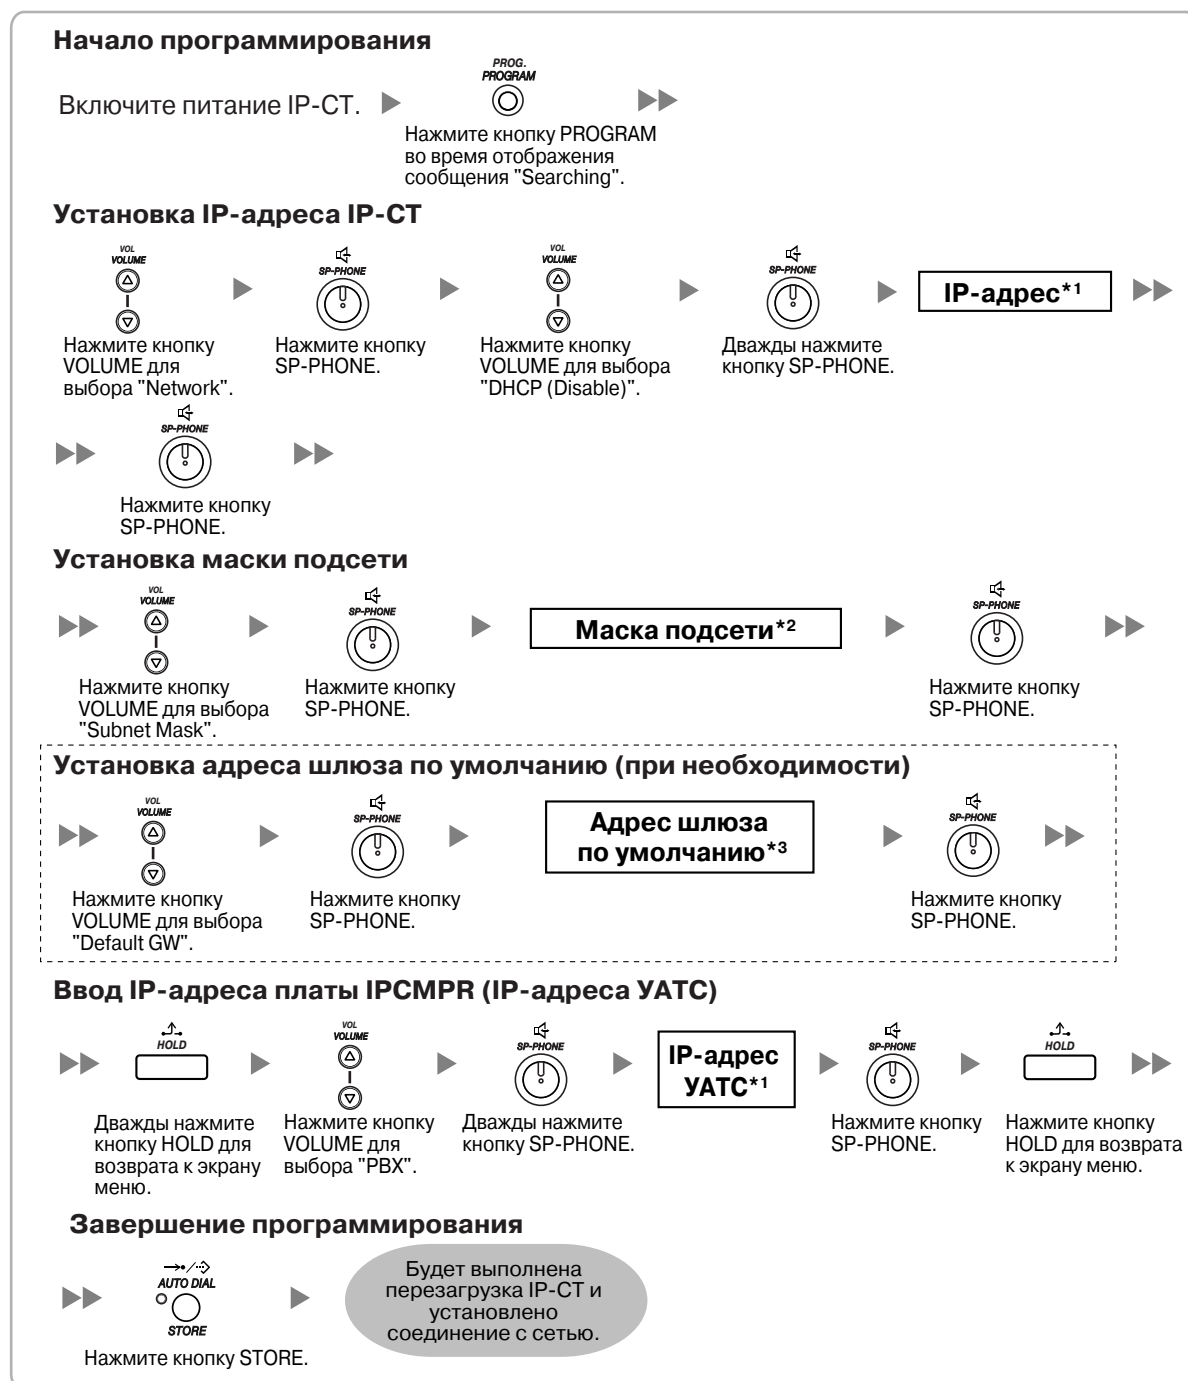 Начало программирования
PROG.
PROGRAM
Включите питание IP-СТ.
Нажмите кнопку PROGRAM
во время отображения
сообщения "Searching".
Установка IP-адреса IP-СТ
VOL
VOLUME
Нажмите кнопку
VOLUME для
выбора "Network".
SP-PHONE
Нажмите кнопку
SP-PHONE.
VOL
VOLUME
Нажмите кнопку
VOLUME для выбора
"DHCP (Disable)".
SP-PHONE
Дважды нажмите
кнопку SP-PHONE.
IP-адрес*1
SP-PHONE
Нажмите кнопку
SP-PHONE.
Установка маски подсети
VOL
VOLUME
Нажмите кнопку
VOLUME для выбора
"Subnet Mask".
SP-PHONE
Нажмите кнопку
SP-PHONE.
Маска подсети*2
SP-PHONE
Нажмите кнопку
SP-PHONE.
Установка адреса шлюза по умолчанию (при необходимости)
VOL
VOLUME
Нажмите кнопку
VOLUME для выбора
"Default GW".
SP-PHONE
Нажмите кнопку
SP-PHONE.
Адрес шлюза
по умолчанию*3
SP-PHONE
Нажмите кнопку
SP-PHONE.
Ввод IP-адреса платы IPCMPR (IP-адреса УАТС)
HOLD
Дважды нажмите
кнопку HOLD для
возврата к экрану
меню.
VOL
VOLUME
Нажмите кнопку
VOLUME для
выбора "PBX".
SP-PHONE
Дважды нажмите
кнопку SP-PHONE.
IP-адрес
УАТС*1
SP-PHONE
Нажмите кнопку
SP-PHONE.
HOLD
Нажмите кнопку
HOLD для возврата
к экрану меню.
Завершение программирования
AUTO DIAL
STORE
Нажмите кнопку STORE.
Будет выполнена
перезагрузка IP-СТ и
установлено
соединение с сетью.